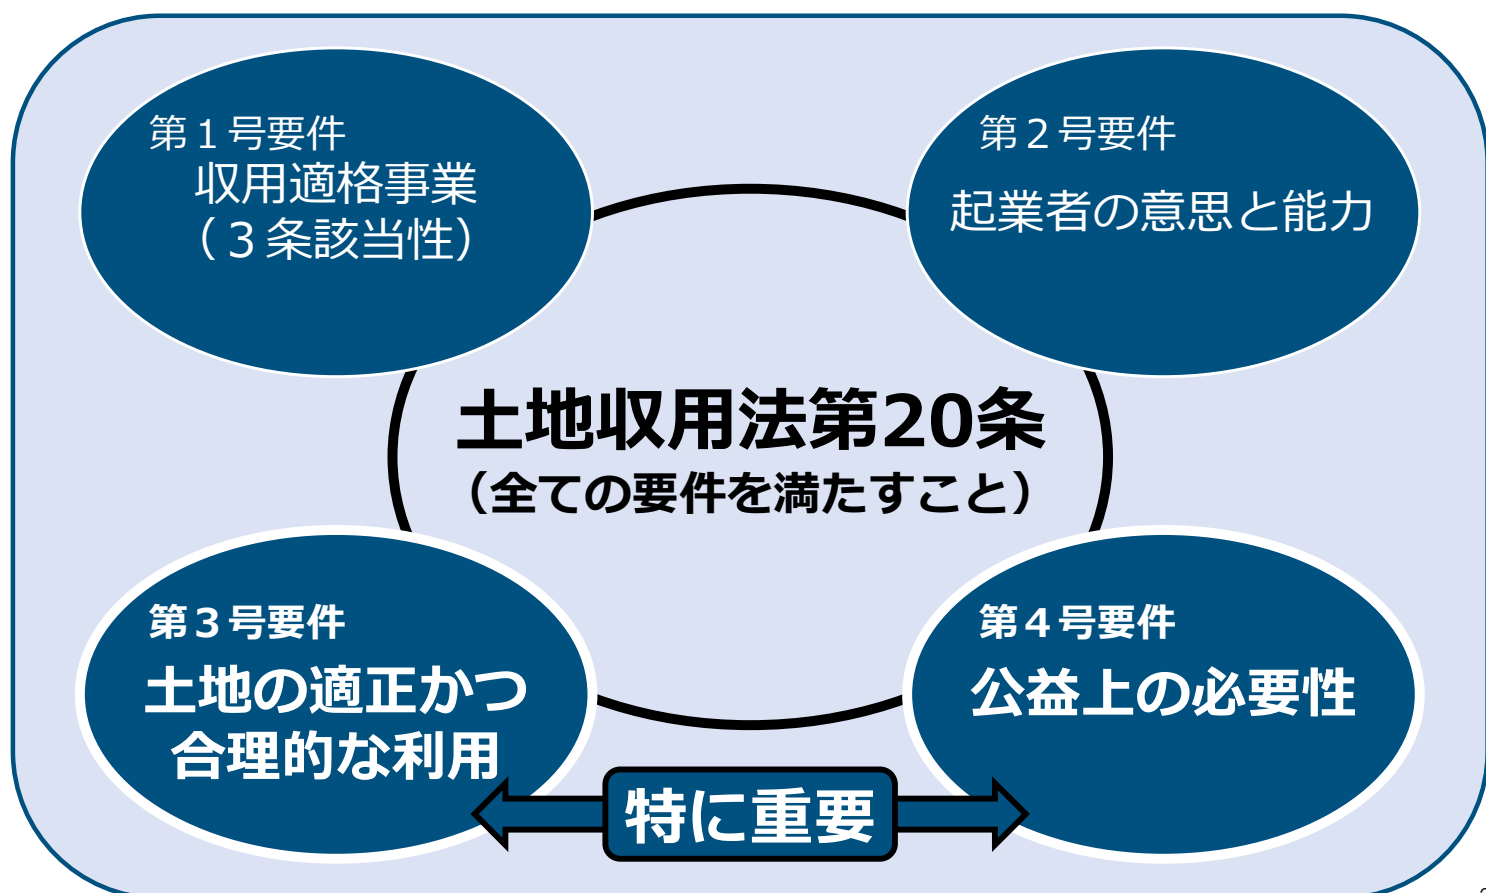 第１号要件
収用適格事業
（３条該当性）
第２号要件
起業者の意思と能力
土地収用法第20条
（全ての要件を満たすこと）
第３号要件
土地の適正かつ
合理的な利用
第４号要件
公益上の必要性
特に重要